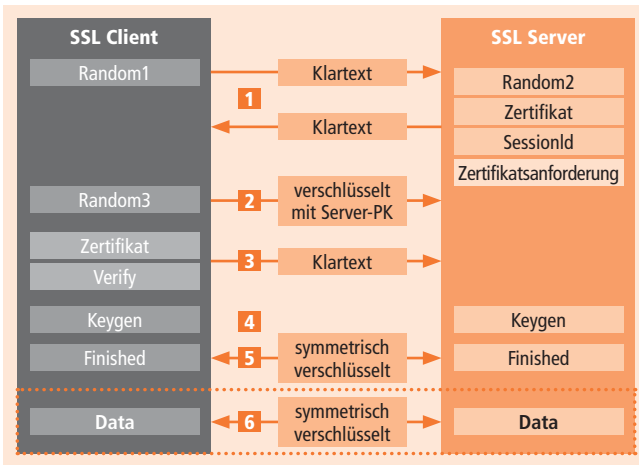 SSL Client
SSL Server
Random1
Klartext
Random2
1
Zertifikat
Klartext
SessionId
Zertifikatsanforderung
Random3
2
verschlüsselt
mit Server-PK
Zertifikat
3
Klartext
Verify
Keygen
4
Keygen
Finished
5
symmetrisch
verschlüsselt
Finished
Data
6
symmetrisch
verschlüsselt
Data